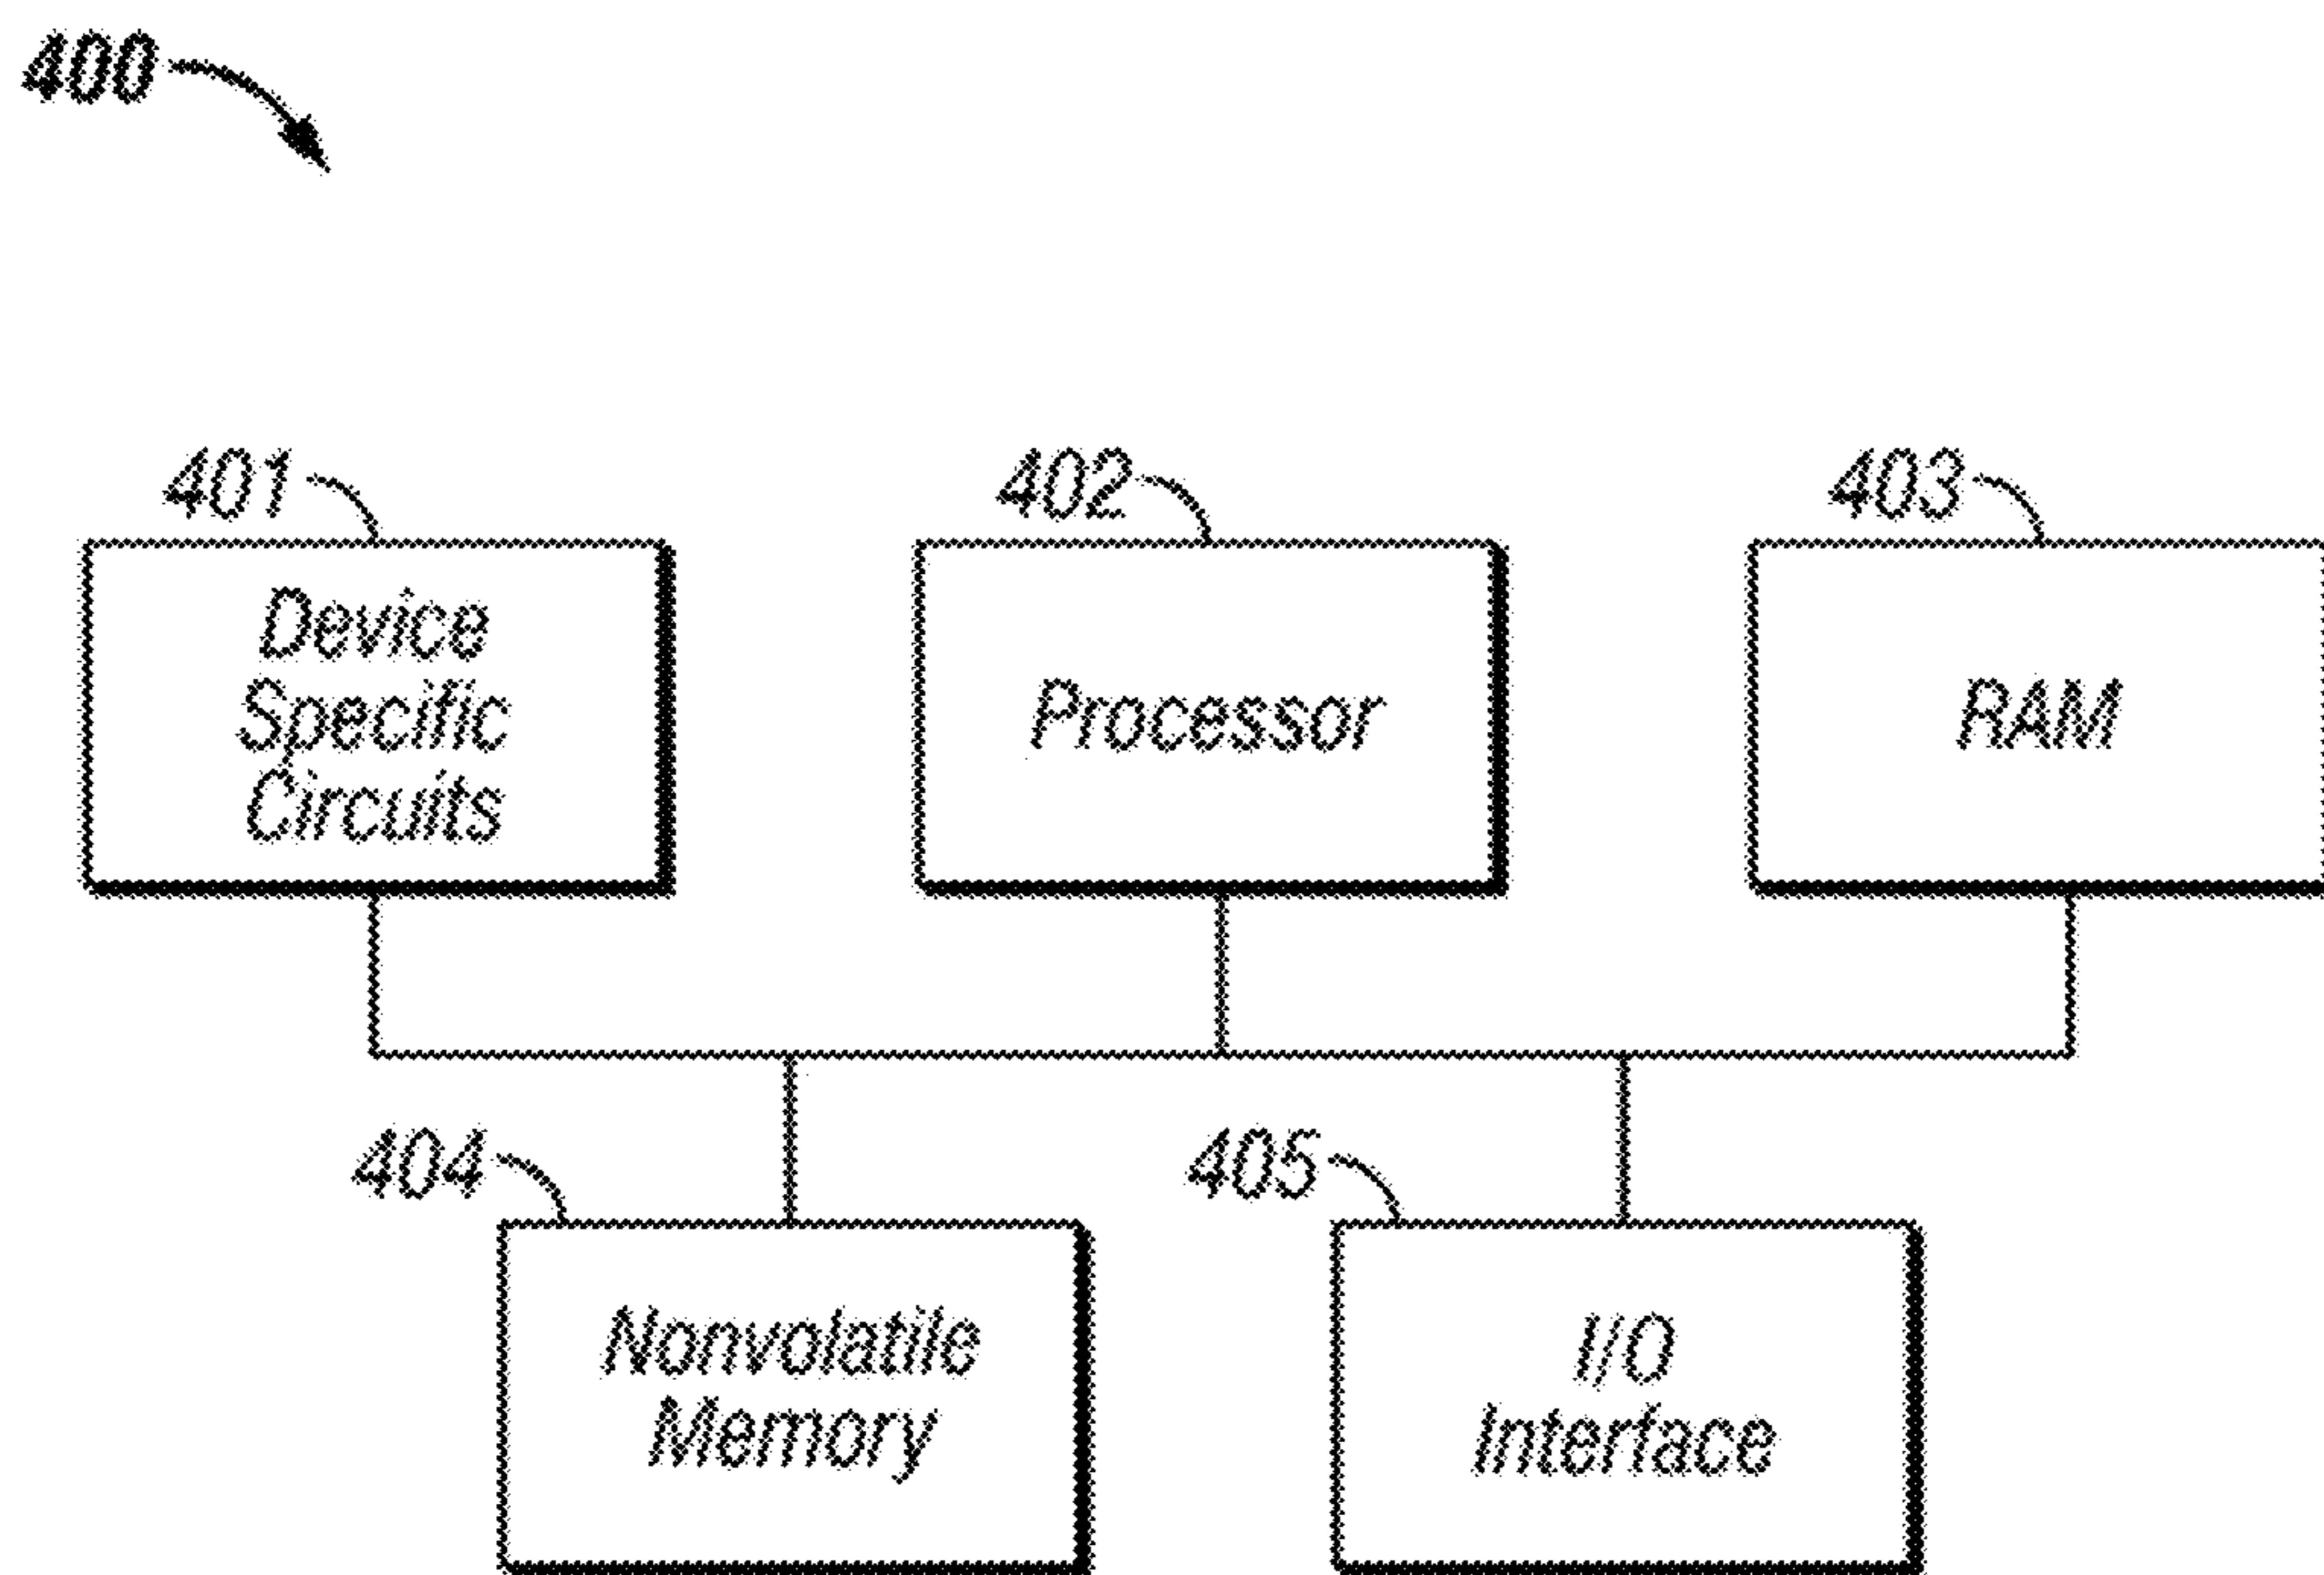 400
401
402
403
Device
Specific
Circuits
Processor
RAM
404
405
Nonvolatile
Memory
I/O
Interface